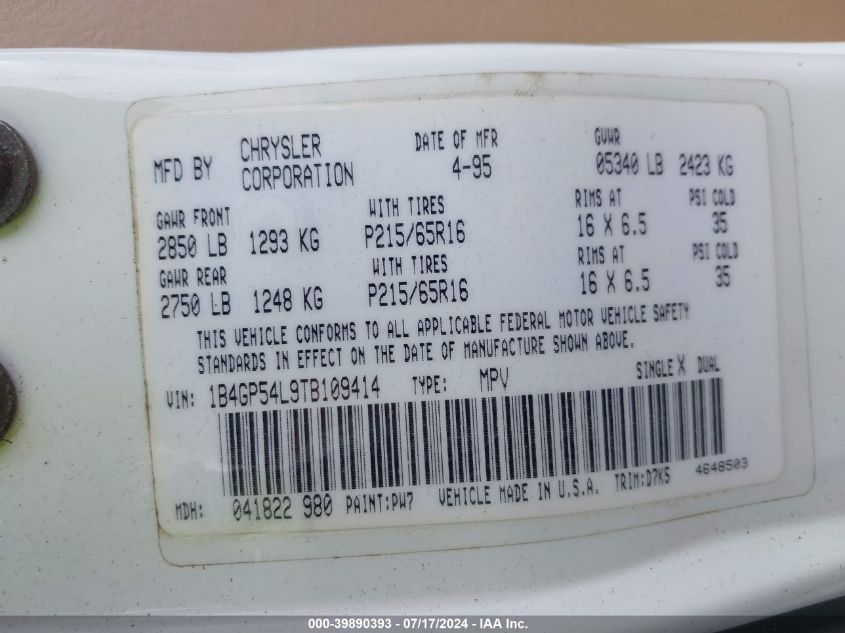 MFD BY CHRYSLER CORPORATION DATE OF MFR 4-95 GVWR 05340 LB 2423 KG
GAWR FRONT WITH TIRES RIMS AT PSI COLD
2850 LB 1293 KG P215/65R16 16 X 6.5 35
GAWR REAR WITH TIRES RIMS AT PSI COLD
2750 LB 1248 KG P215/65R16 16 X 6.5 35
THIS VEHICLE CONFORMS TO ALL APPLICABLE FEDERAL MOTOR VEHICLE SAFETY
STANDARDS IN EFFECT ON THE DATE OF MANUFACTURE SHOWN ABOVE.
VIN: 1B4GP54L9TB109414 TYPE: MPV SINGLE X DUAL
MDH: 041822 980 PAINT:PW7 VEHICLE MADE IN U.S.A. TRIM:D7K5 4648503
000-39890393 - 07/17/2024 - IAA Inc.